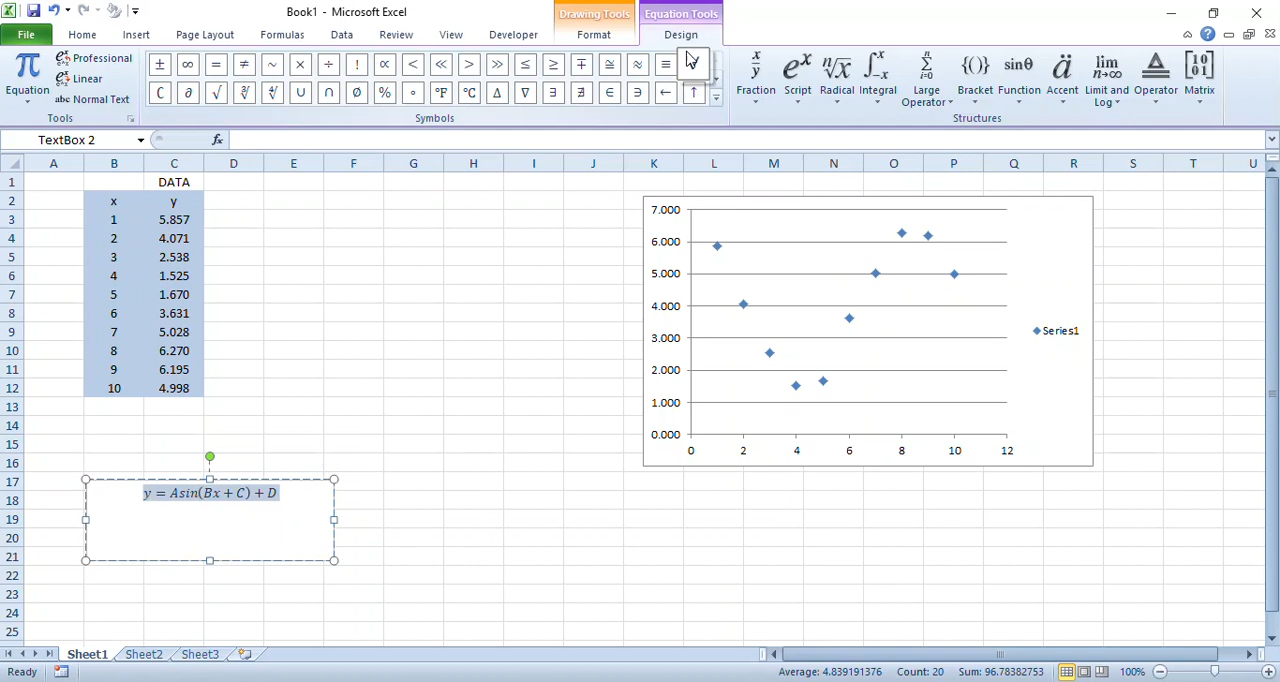 Book1 - Microsoft Excel
Drawing Tools
Equation Tools
File Home Insert Page Layout Formulas Data Review View Developer Format Design
π Equation
Professional
Linear
abc Normal Text
Tools
± ∞ = ≠ ~ × ÷ ! ∝ < ≪ > ≫ ≤ ≥ ∓ ≅ ≈ ≡
∁ ∂ √ ∛ ∜ ∪ ∩ ∅ % ° °F °C ∆ ∇ ∃ ∄ ∈ ∋ ← ↑
Symbols
Fraction Script Radical Integral Large Operator Bracket Function Accent Limit and Log Operator Matrix
Structures
TextBox 2
fx
A B C D E F G H I J K L M N O P Q R S T U
1 DATA
2 x y
3 1 5.857
4 2 4.071
5 3 2.538
6 4 1.525
7 5 1.670
8 6 3.631
9 7 5.028
10 8 6.270
11 9 6.195
12 10 4.998
13
14
15
16
17
18
19
20
21
22
23
24
25
y = Asin(Bx + C) + D
7.000
6.000
5.000
4.000
3.000
2.000
1.000
0.000
0 2 4 6 8 10 12
Series1
Sheet1 Sheet2 Sheet3
Ready
Average: 4.839191376 Count: 20 Sum: 96.78382753 100%